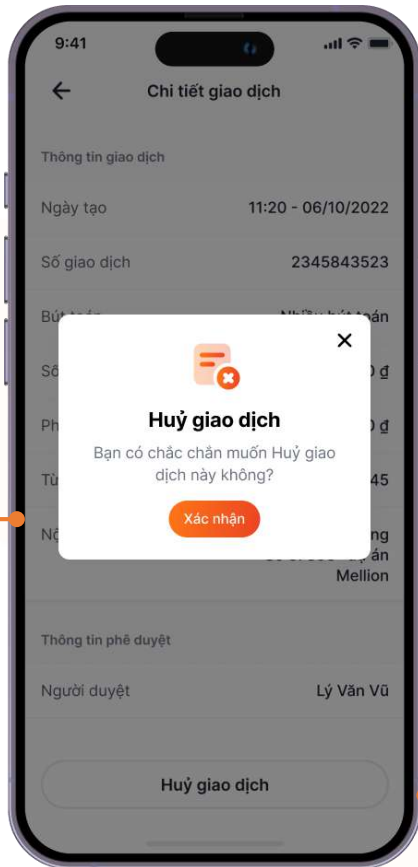 9:41
Chi tiết giao dịch
Thông tin giao dịch
Ngày tạo 11:20 - 06/10/2022
Số giao dịch 2345843523
Huỷ giao dịch
Bạn có chắc chắn muốn Huỷ giao
dịch này không?
Xác nhận
Mellion
Thông tin phê duyệt
Người duyệt Lý Văn Vũ
Huỷ giao dịch